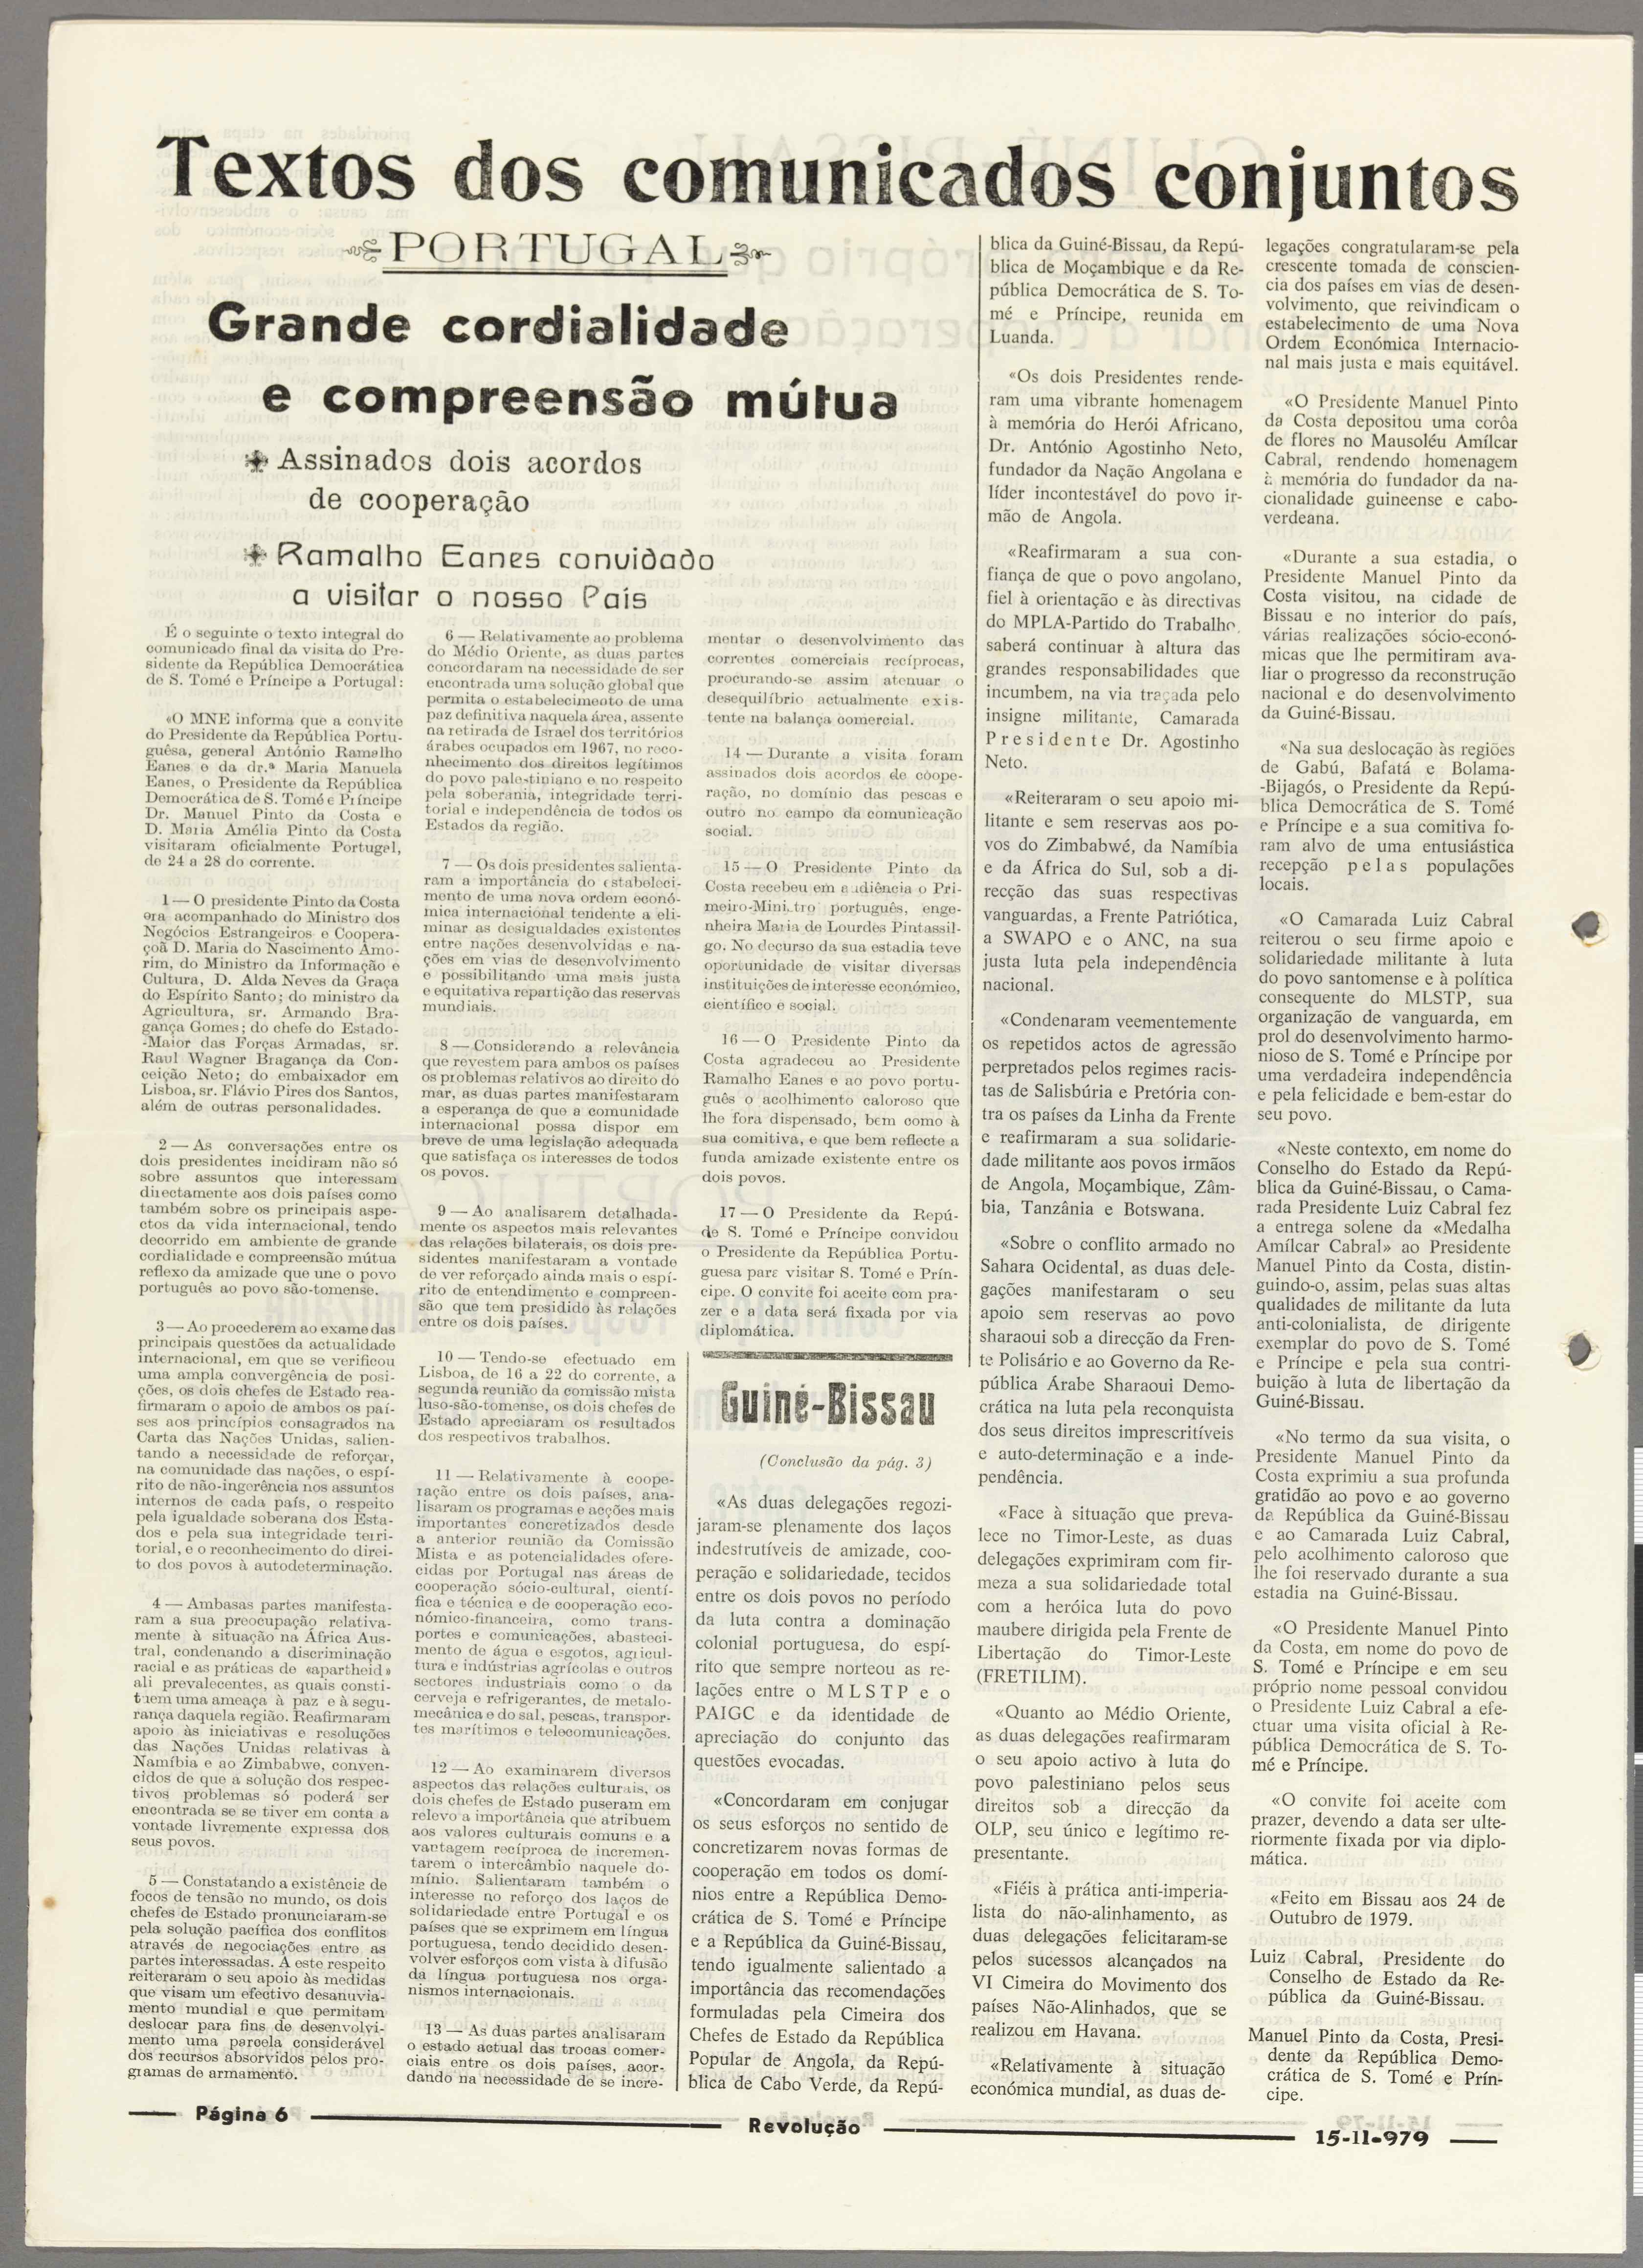 Textos dos comunicados conjuntos
PORTUGAL
Grande cordialidade
e compreensão mútua
Assinados dois acordos
de cooperação
Ramalho Eanes convidado
a visitar o nosso País
É o seguinte o texto integral do
comunicado final da visita do Pre-
sidente da República Democrática
de S. Tomé e Príncipe a Portugal:
«O MNE informa que a convite
do Presidente da República Portu-
guêsa, general António Ramalho
Eanes e da dr.ª Maria Manuela
Eanes, o Presidente da República
Democrática de S. Tomé e Príncipe
Dr. Manuel Pinto da Costa e
D. Maria Amélia Pinto da Costa
visitaram oficialmente Portugal,
de 24 a 28 do corrente.
1 — O presidente Pinto da Costa
era acompanhado do Ministro dos
Negócios Estrangeiros e Coopera-
çoã D. Maria do Nascimento Amo-
rim, do Ministro da Informação e
Cultura, D. Alda Neves da Graça
do Espírito Santo; do ministro da
Agricultura, sr. Armando Bra-
gança Gomes; do chefe do Estado-
-Maior das Forças Armadas, sr.
Raul Wagner Bragança da Con-
ceição Neto; do embaixador em
Lisboa, sr. Flávio Pires dos Santos,
além de outras personalidades.
2 — As conversações entre os
dois presidentes incidiram não só
sobre assuntos que interessam
directamente aos dois países como
também sobre os principais aspe-
ctos da vida internacional, tendo
decorrido em ambiente de grande
cordialidade e compreensão mútua
reflexo da amizade que une o povo
português ao povo são-tomense.
3 — Ao procederem ao exame das
principais questões da actualidade
internacional, em que se verificou
uma ampla convergência de posi-
ções, os dois chefes de Estado rea-
firmaram o apoio de ambos os paí-
ses aos princípios consagrados na
Carta das Nações Unidas, salien-
tando a necessidade de reforçar,
na comunidade das nações, o espí-
rito de não-ingerência nos assuntos
internos de cada país, o respeito
pela igualdade soberana dos Esta-
dos e pela sua integridade terri-
torial, e o reconhecimento do direi-
to dos povos à autodeterminação.
4 — Ambasas partes manifesta-
ram a sua preocupação relativa-
mente à situação na África Aus-
tral, condenando a discriminação
racial e as práticas de «apartheid»
ali prevalecentes, as quais consti-
tuem uma ameaça à paz e à segu-
rança daquela região. Reafirmaram
apoio às iniciativas e resoluções
das Nações Unidas relativas à
Namíbia e ao Zimbabwe, conven-
cidos de que a solução dos respec-
tivos problemas só poderá ser
encontrada se se tiver em conta a
vontade livremente expressa dos
seus povos.
5 — Constatando a existência de
focos de tensão no mundo, os dois
chefes de Estado pronunciaram-se
pela solução pacífica dos conflitos
através de negociações entre as
partes interessadas. A este respeito
reiteraram o seu apoio às medidas
que visam um efectivo desanuvia-
mento mundial e que permitam
deslocar para fins de desenvolvi-
mento uma parcela considerável
dos recursos absorvidos pelos pro-
gramas de armamento.
6 — Relativamente ao problema
do Médio Oriente, as duas partes
concordaram na necessidade de ser
encontrada uma solução global que
permita o estabelecimento de uma
paz definitiva naquela área, assente
na retirada de Israel dos territórios
árabes ocupados em 1967, no reco-
nhecimento dos direitos legítimos
do povo palestiniano e no respeito
pela soberania, integridade terri-
torial e independência de todos os
Estados da região.
7 — Os dois presidentes salienta-
ram a importância do estabeleci-
mento de uma nova ordem econó-
mica internacional tendente a eli-
minar as desigualdades existentes
entre nações desenvolvidas e na-
ções em vias de desenvolvimento
e possibilitando uma mais justa
e equitativa repartição das reservas
mundiais.
8 — Considerando a relevância
que revestem para ambos os países
os problemas relativos ao direito do
mar, as duas partes manifestaram
a esperança de que a comunidade
internacional possa dispor em
breve de uma legislação adequada
que satisfaça os interesses de todos
os povos.
9 — Ao analisarem detalhada-
mente os aspectos mais relevantes
das relações bilaterais, os dois pre-
sidentes manifestaram a vontade
de ver reforçado ainda mais o espí-
rito de entendimento e compreen-
são que tem presidido às relações
entre os dois países.
10 — Tendo-se efectuado em
Lisboa, de 16 a 22 do corrente, a
segunda reunião da comissão mista
luso-são-tomense, os dois chefes de
Estado apreciaram os resultados
dos respectivos trabalhos.
11 — Relativamente à coope-
ração entre os dois países, ana-
lisaram os programas e acções mais
importantes concretizados desde
a anterior reunião da Comissão
Mista e as potencialidades ofere-
cidas por Portugal nas áreas de
cooperação sócio-cultural, cientí-
fica e técnica e de cooperação eco-
nómico-financeira, como trans-
portes e comunicações, abasteci-
mento de água e esgotos, agricul-
tura e indústrias agrícolas e outros
sectores industriais como o da
cerveja e refrigerantes, de metalo-
mecânica e do sal, pescas, transpor-
tes marítimos e telecomunicações.
12 — Ao examinarem diversos
aspectos das relações culturais, os
dois chefes de Estado puseram em
relevo a importância que atribuem
aos valores culturais comuns e a
vantagem recíproca de incremen-
tarem o intercâmbio naquele do-
mínio. Salientaram também o
interesse no reforço dos laços de
solidariedade entre Portugal e os
países que se exprimem em língua
portuguesa, tendo decidido desen-
volver esforços com vista à difusão
da língua portuguesa nos orga-
nismos internacionais.
13 — As duas partes analisaram
o estado actual das trocas comer-
ciais entre os dois países, acor-
dando na necessidade de se incre-
mentar o desenvolvimento das
correntes comerciais recíprocas,
procurando-se assim atenuar o
desequilíbrio actualmente exis-
tente na balança comercial.
14 — Durante a visita foram
assinados dois acordos de coope-
ração, no domínio das pescas e
outro no campo da comunicação
social.
15 — O Presidente Pinto da
Costa recebeu em audiência o Pri-
meiro-Ministro português, enge-
nheira Maria de Lourdes Pintassil-
go. No decurso da sua estadia teve
oportunidade de visitar diversas
instituições de interesse económico,
científico e social.
16 — O Presidente Pinto da
Costa agradeceu ao Presidente
Ramalho Eanes e ao povo portu-
guês o acolhimento caloroso que
lhe fora dispensado, bem como à
sua comitiva, e que bem reflecte a
funda amizade existente entre os
dois povos.
17 — O Presidente da Repú-
de S. Tomé e Príncipe convidou
o Presidente da República Portu-
guesa para visitar S. Tomé e Prín-
cipe. O convite foi aceite com pra-
zer e a data será fixada por via
diplomática.
Guiné-Bissau
(Conclusão da pág. 3)
«As duas delegações regozi-
jaram-se plenamente dos laços
indestrutíveis de amizade, coo-
peração e solidariedade, tecidos
entre os dois povos no período
da luta contra a dominação
colonial portuguesa, do espí-
rito que sempre norteou as re-
lações entre o MLSTP e o
PAIGC e da identidade de
apreciação do conjunto das
questões evocadas.
«Concordaram em conjugar
os seus esforços no sentido de
concretizarem novas formas de
cooperação em todos os domí-
nios entre a República Demo-
crática de S. Tomé e Príncipe
e a República da Guiné-Bissau,
tendo igualmente salientado a
importância das recomendações
formuladas pela Cimeira dos
Chefes de Estado da República
Popular de Angola, da Repú-
blica de Cabo Verde, da Repú-
blica da Guiné-Bissau, da Repú-
blica de Moçambique e da Re-
pública Democrática de S. To-
mé e Príncipe, reunida em
Luanda.
«Os dois Presidentes rende-
ram uma vibrante homenagem
à memória do Herói Africano,
Dr. António Agostinho Neto,
fundador da Nação Angolana e
líder incontestável do povo ir-
mão de Angola.
«Reafirmaram a sua con-
fiança de que o povo angolano,
fiel à orientação e às directivas
do MPLA-Partido do Trabalho,
saberá continuar à altura das
grandes responsabilidades que
incumbem, na via traçada pelo
insigne militante, Camarada
Presidente Dr. Agostinho
Neto.
«Reiteraram o seu apoio mi-
litante e sem reservas aos po-
vos do Zimbabwé, da Namíbia
e da África do Sul, sob a di-
recção das suas respectivas
vanguardas, a Frente Patriótica,
a SWAPO e o ANC, na sua
justa luta pela independência
nacional.
«Condenaram veementemente
os repetidos actos de agressão
perpretados pelos regimes racis-
tas de Salisbúria e Pretória con-
tra os países da Linha da Frente
e reafirmaram a sua solidarie-
dade militante aos povos irmãos
de Angola, Moçambique, Zâm-
bia, Tanzânia e Botswana.
«Sobre o conflito armado no
Sahara Ocidental, as duas dele-
gações manifestaram o seu
apoio sem reservas ao povo
sharaoui sob a direcção da Fren-
te Polisário e ao Governo da Re-
pública Árabe Sharaoui Demo-
crática na luta pela reconquista
dos seus direitos imprescritíveis
e auto-determinação e a inde-
pendência.
«Face à situação que preva-
lece no Timor-Leste, as duas
delegações exprimiram com fir-
meza a sua solidariedade total
com a heróica luta do povo
maubere dirigida pela Frente de
Libertação do Timor-Leste
(FRETILIM).
«Quanto ao Médio Oriente,
as duas delegações reafirmaram
o seu apoio activo à luta do
povo palestiniano pelos seus
direitos sob a direcção da
OLP, seu único e legítimo re-
presentante.
«Fiéis à prática anti-imperia-
lista do não-alinhamento, as
duas delegações felicitaram-se
pelos sucessos alcançados na
VI Cimeira do Movimento dos
países Não-Alinhados, que se
realizou em Havana.
«Relativamente à situação
económica mundial, as duas de-
legações congratularam-se pela
crescente tomada de conscien-
cia dos países em vias de desen-
volvimento, que reivindicam o
estabelecimento de uma Nova
Ordem Económica Internacio-
nal mais justa e mais equitável.
«O Presidente Manuel Pinto
da Costa depositou uma corôa
de flores no Mausoléu Amílcar
Cabral, rendendo homenagem
à memória do fundador da na-
cionalidade guineense e cabo-
verdeana.
«Durante a sua estadia, o
Presidente Manuel Pinto da
Costa visitou, na cidade de
Bissau e no interior do país,
várias realizações sócio-econó-
micas que lhe permitiram ava-
liar o progresso da reconstrução
nacional e do desenvolvimento
da Guiné-Bissau.
«Na sua deslocação às regiões
de Gabú, Bafatá e Bolama-
-Bijagós, o Presidente da Repú-
blica Democrática de S. Tomé
e Príncipe e a sua comitiva fo-
ram alvo de uma entusiástica
recepção pelas populações
locais.
«O Camarada Luiz Cabral
reiterou o seu firme apoio e
solidariedade militante à luta
do povo santomense e à política
consequente do MLSTP, sua
organização de vanguarda, em
prol do desenvolvimento harmo-
nioso de S. Tomé e Príncipe por
uma verdadeira independência
e pela felicidade e bem-estar do
seu povo.
«Neste contexto, em nome do
Conselho do Estado da Repú-
blica da Guiné-Bissau, o Cama-
rada Presidente Luiz Cabral fez
a entrega solene da «Medalha
Amílcar Cabral» ao Presidente
Manuel Pinto da Costa, distin-
guindo-o, assim, pelas suas altas
qualidades de militante da luta
anti-colonialista, de dirigente
exemplar do povo de S. Tomé
e Príncipe e pela sua contri-
buição à luta de libertação da
Guiné-Bissau.
«No termo da sua visita, o
Presidente Manuel Pinto da
Costa exprimiu a sua profunda
gratidão ao povo e ao governo
da República da Guiné-Bissau
e ao Camarada Luiz Cabral,
pelo acolhimento caloroso que
lhe foi reservado durante a sua
estadia na Guiné-Bissau.
«O Presidente Manuel Pinto
da Costa, em nome do povo de
S. Tomé e Príncipe e em seu
próprio nome pessoal convidou
o Presidente Luiz Cabral a efe-
ctuar uma visita oficial à Re-
pública Democrática de S. To-
mé e Príncipe.
«O convite foi aceite com
prazer, devendo a data ser ulte-
riormente fixada por via diplo-
mática.
«Feito em Bissau aos 24 de
Outubro de 1979.
Luiz Cabral, Presidente do
Conselho de Estado da Re-
pública da Guiné-Bissau.
Manuel Pinto da Costa, Presi-
dente da República Demo-
crática de S. Tomé e Prín-
cipe.
Página 6
Revolução
15-11-979